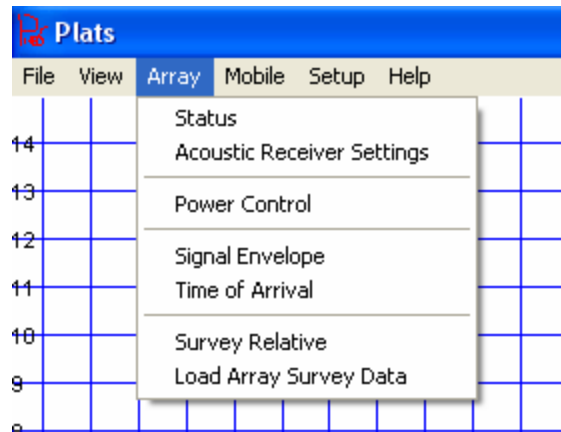 Plats
File View Array Mobile Setup Help
Status
14
Acoustic Receiver Settings
13
Power Control
12
Signal Envelope
11
Time of Arrival
10
Survey Relative
9
Load Array Survey Data